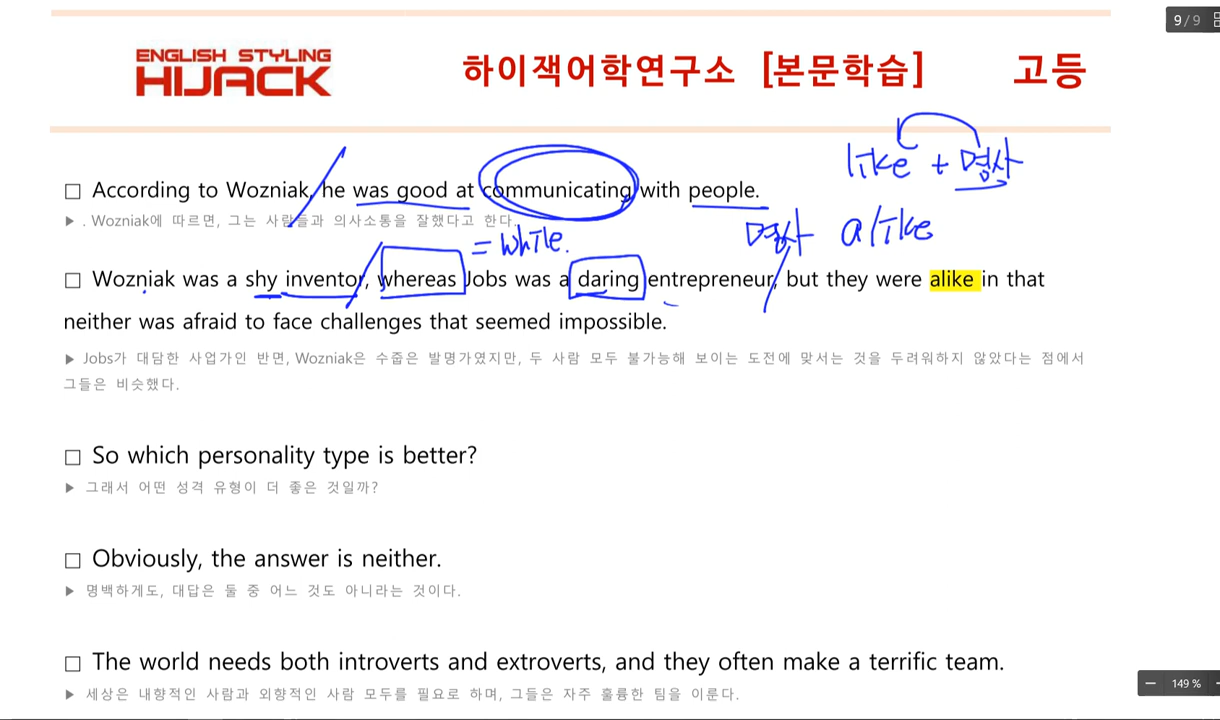 9 / 9
ENGLISH STYLING
HIJACK
하이잭어학연구소 [본문학습] 고등
like + 명사
□ According to Wozniak, he was good at communicating with people.
▶ . Wozniak에 따르면, 그는 사람들과 의사소통을 잘했다고 한다.
= while.
명사 alike
□ Wozniak was a shy inventor, whereas Jobs was a daring entrepreneur, but they were alike in that
neither was afraid to face challenges that seemed impossible.
▶ Jobs가 대담한 사업가인 반면, Wozniak은 수줍은 발명가였지만, 두 사람 모두 불가능해 보이는 도전에 맞서는 것을 두려워하지 않았다는 점에서
그들은 비슷했다.
□ So which personality type is better?
▶ 그래서 어떤 성격 유형이 더 좋은 것일까?
□ Obviously, the answer is neither.
▶ 명백하게도, 대답은 둘 중 어느 것도 아니라는 것이다.
□ The world needs both introverts and extroverts, and they often make a terrific team.
▶ 세상은 내향적인 사람과 외향적인 사람 모두를 필요로 하며, 그들은 자주 훌륭한 팀을 이룬다.
149 %